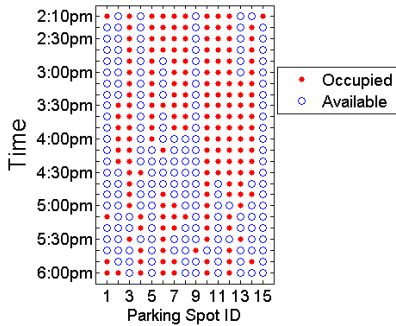 2:10pm
2:30pm
3:00pm
3:30pm
4:00pm
4:30pm
5:00pm
5:30pm
6:00pm
Time
1 3 5 7 9 11 13 15
Parking Spot ID
Occupied
Available